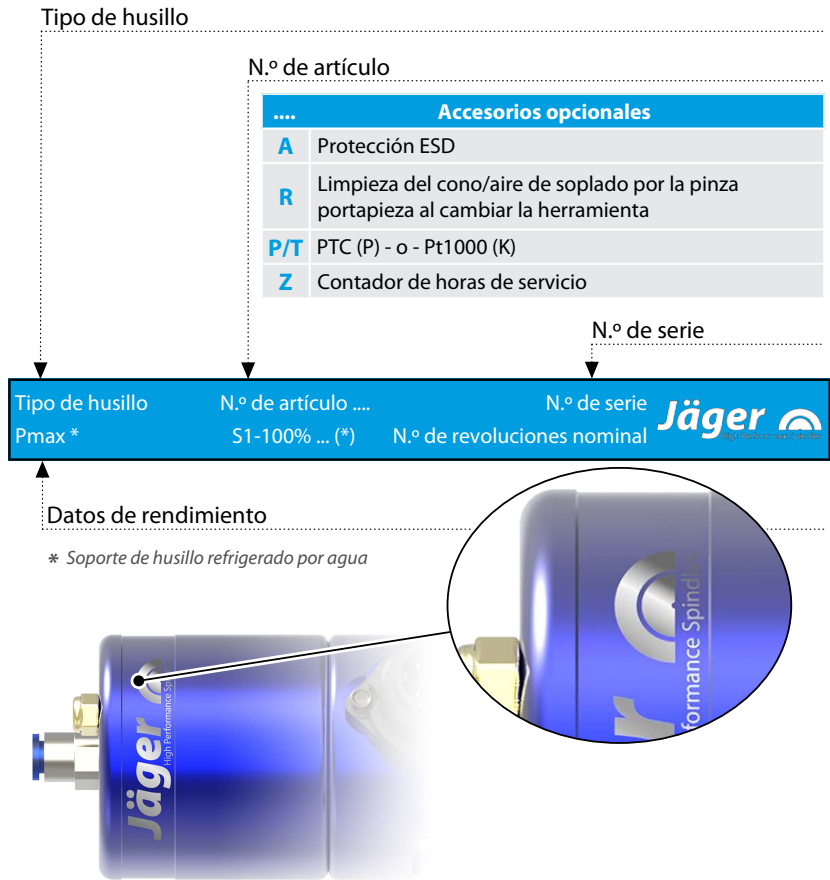 Tipo de husillo
N.º de artículo
.... Accesorios opcionales
A Protección ESD
R Limpieza del cono/aire de soplado por la pinza
portapieza al cambiar la herramienta
P/T PTC (P) - o - Pt1000 (K)
Z Contador de horas de servicio
N.º de serie
Tipo de husillo N.º de artículo .... N.º de serie
Pmax * S1-100% ... (*) N.º de revoluciones nominal
Jäger
High Performance Spindles
Datos de rendimiento
* Soporte de husillo refrigerado por agua
r
formance Spindles
Jäger
High Performance Sp